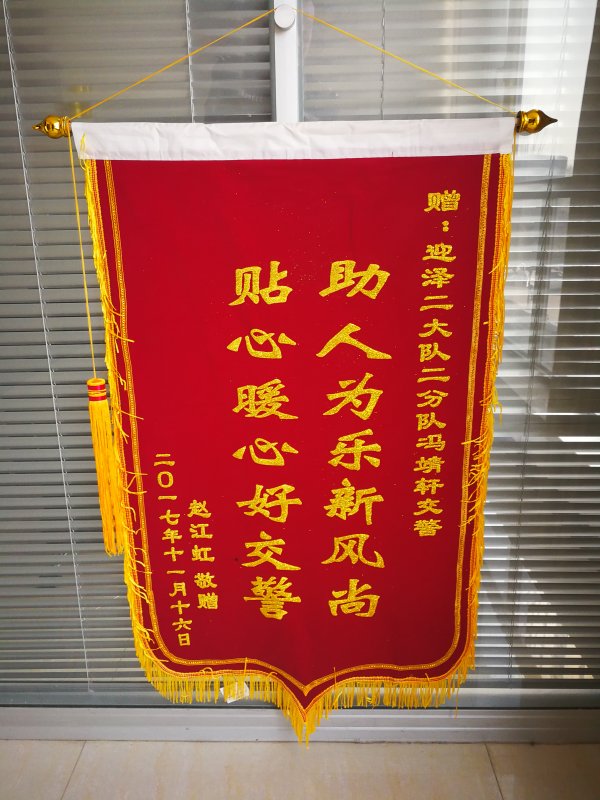 赠：迎泽二大队二分队冯靖轩交警
助人为乐新风尚
贴心暖心好交警
赵江虹 敬赠
二〇一七年十一月十六日